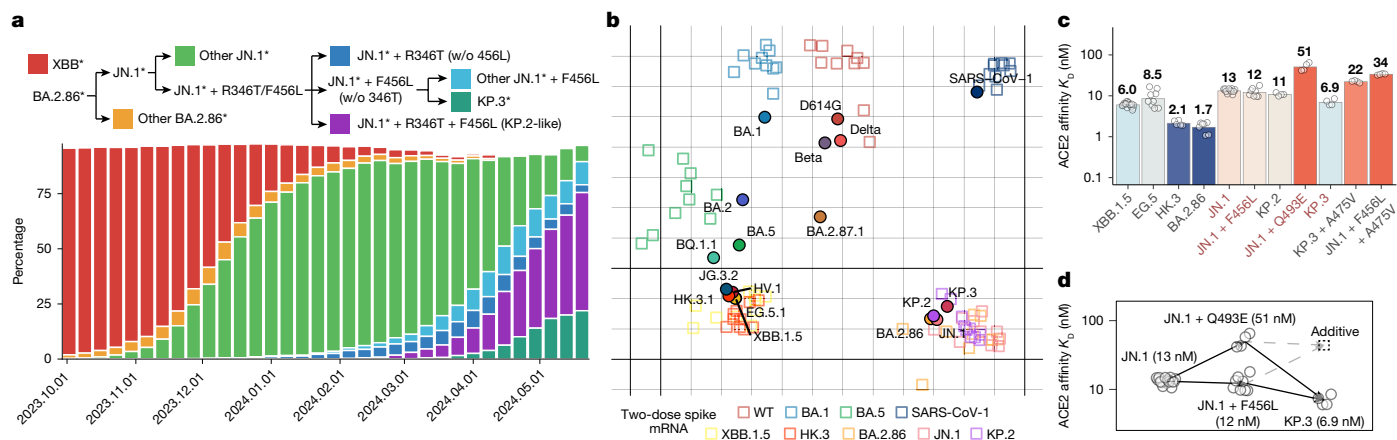 a
XBB*
BA.2.86*
JN.1*
Other JN.1*
JN.1* + R346T/F456L
Other BA.2.86*
JN.1* + R346T (w/o 456L)
JN.1* + F456L
(w/o 346T)
Other JN.1* + F456L
KP.3*
JN.1* + R346T + F456L (KP.2-like)
Percentage
75
50
25
0
2023.10.01
2023.11.01
2023.12.01
2024.01.01
2024.02.01
2024.03.01
2024.04.01
2024.05.01
b
SARS-CoV-1
D614G
BA.1
Delta
Beta
BA.2
BA.2.87.1
BA.5
BQ.1.1
JG.3.2
HV.1
HK.3.1
EG.5.1
XBB.1.5
KP.2
KP.3
BA.2.86
JN.1
Two-dose spike
mRNA
WT
BA.1
BA.5
SARS-CoV-1
XBB.1.5
HK.3
BA.2.86
JN.1
KP.2
c
ACE2 affinity KD (nM)
100
10
1
0.1
6.0
8.5
2.1
1.7
13
12
11
51
6.9
22
34
XBB.1.5
EG.5
HK.3
BA.2.86
JN.1
JN.1 + F456L
KP.2
JN.1 + Q493E
KP.3
KP.3 + A475V
JN.1 + F456L
+ A475V
d
ACE2 affinity KD (nM)
100
10
JN.1 + Q493E (51 nM)
Additive
JN.1 (13 nM)
JN.1 + F456L
(12 nM)
KP.3 (6.9 nM)